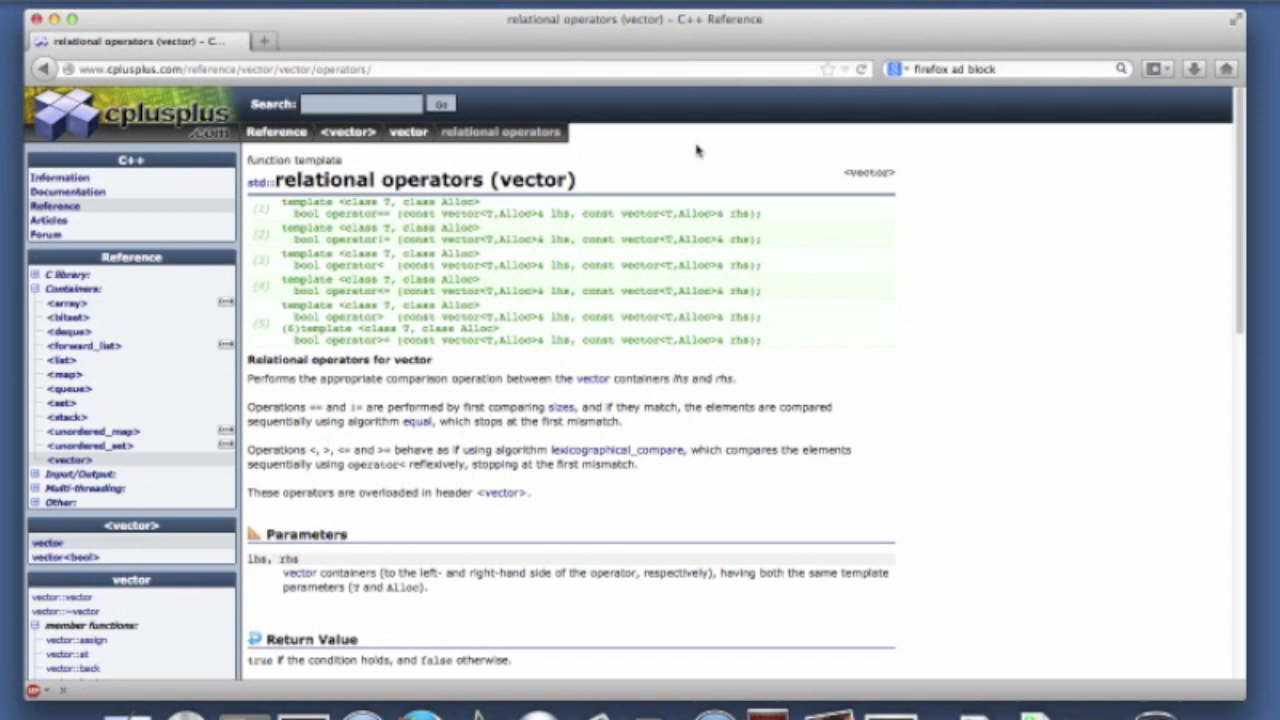 relational operators (vector) – C++ Reference
relational operators (vector) – C...
www.cplusplus.com/reference/vector/vector/operators/
firefox ad block
cplusplus
.com
Search:
Go
Reference <vector> vector relational operators
C++
Information
Documentation
Reference
Articles
Forum
Reference
C library:
Containers:
<array>
<bitset>
<deque>
<forward_list>
<list>
<map>
<queue>
<set>
<stack>
<unordered_map>
<unordered_set>
<vector>
Input/Output:
Multi-threading:
Other:
<vector>
vector
vector<bool>
vector
vector::vector
vector::~vector
member functions:
vector::assign
vector::at
vector::back
function template
<vector>
std::relational operators (vector)
(1) template <class T, class Alloc>
bool operator== (const vector<T,Alloc>& lhs, const vector<T,Alloc>& rhs);
(2) template <class T, class Alloc>
bool operator!= (const vector<T,Alloc>& lhs, const vector<T,Alloc>& rhs);
(3) template <class T, class Alloc>
bool operator< (const vector<T,Alloc>& lhs, const vector<T,Alloc>& rhs);
(4) template <class T, class Alloc>
bool operator<= (const vector<T,Alloc>& lhs, const vector<T,Alloc>& rhs);
(5) template <class T, class Alloc>
bool operator> (const vector<T,Alloc>& lhs, const vector<T,Alloc>& rhs);
(6)template <class T, class Alloc>
bool operator>= (const vector<T,Alloc>& lhs, const vector<T,Alloc>& rhs);
Relational operators for vector
Performs the appropriate comparison operation between the vector containers lhs and rhs.
Operations == and != are performed by first comparing sizes, and if they match, the elements are compared
sequentially using algorithm equal, which stops at the first mismatch.
Operations <, >, <= and >= behave as if using algorithm lexicographical_compare, which compares the elements
sequentially using operator< reflexively, stopping at the first mismatch.
These operators are overloaded in header <vector>.
Parameters
lhs, rhs
vector containers (to the left- and right-hand side of the operator, respectively), having both the same template
parameters (T and Alloc).
Return Value
true if the condition holds, and false otherwise.